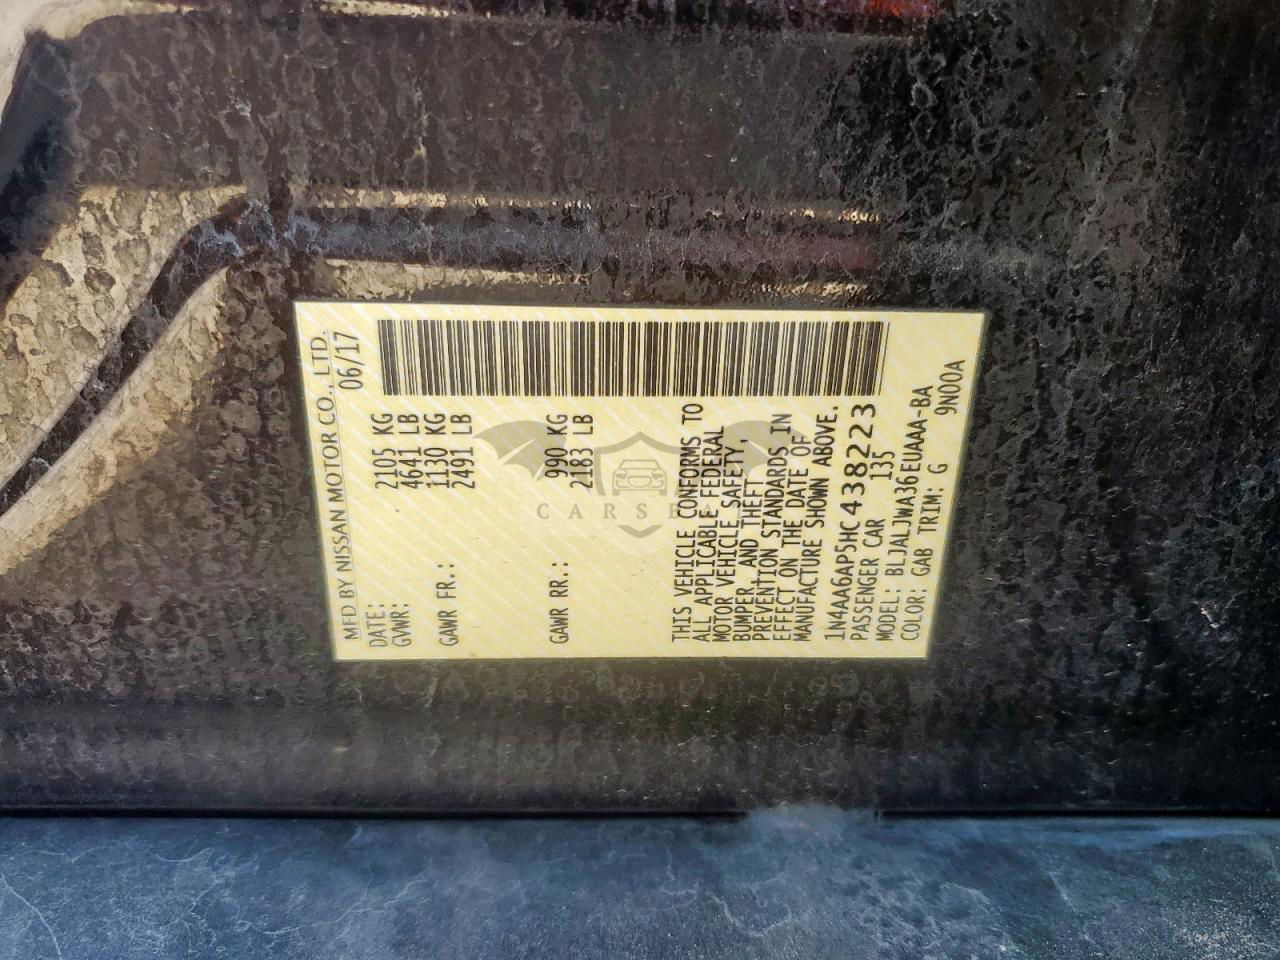 MFD BY NISSAN MOTOR CO., LTD.
DATE: 06/17
GVWR: 2105 KG
4641 LB
GAWR FR.: 1130 KG
2491 LB
GAWR RR.: 990 KG
2183 LB
THIS VEHICLE CONFORMS TO
ALL APPLICABLE FEDERAL
MOTOR VEHICLE SAFETY,
BUMPER, AND THEFT
PREVENTION STANDARDS IN
EFFECT ON THE DATE OF
MANUFACTURE SHOWN ABOVE.
1N4AA6AP5HC438223
PASSENGER CAR 135
MODEL: BLJALJWA36EUAAA-BA
COLOR: GAB TRIM: G 9N00A